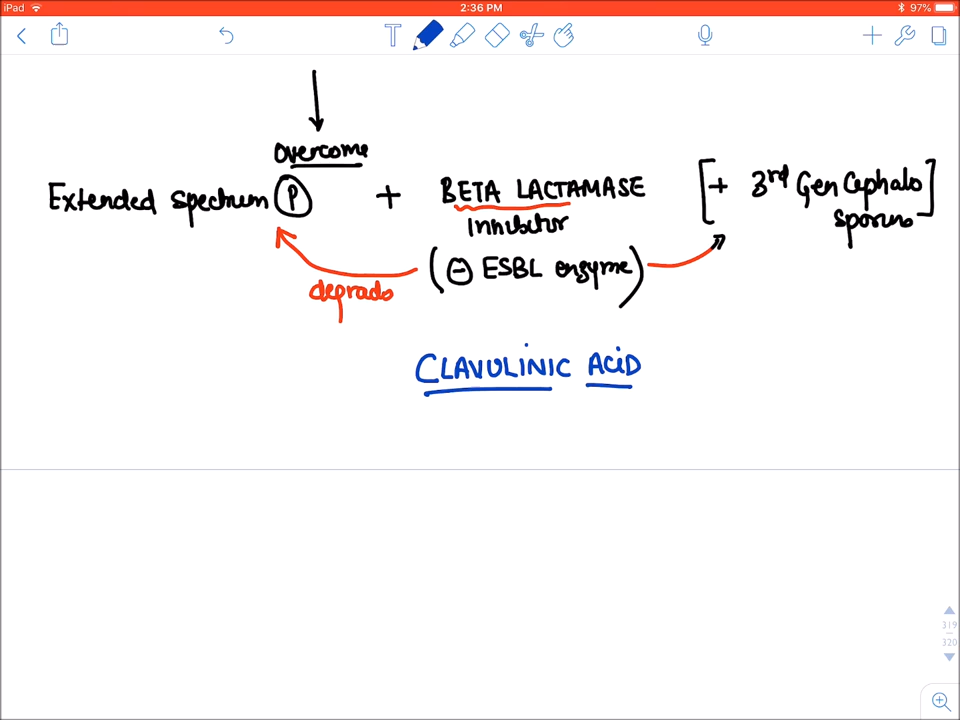 iPad 2:36 PM 97%
T
Overcome
Extended spectrum P + BETA LACTAMASE [+ 3rd Gen Cephalo
Inhibitor sporins]
(- ESBL enzyme)
degrads
CLAVULINIC ACiD
319
320